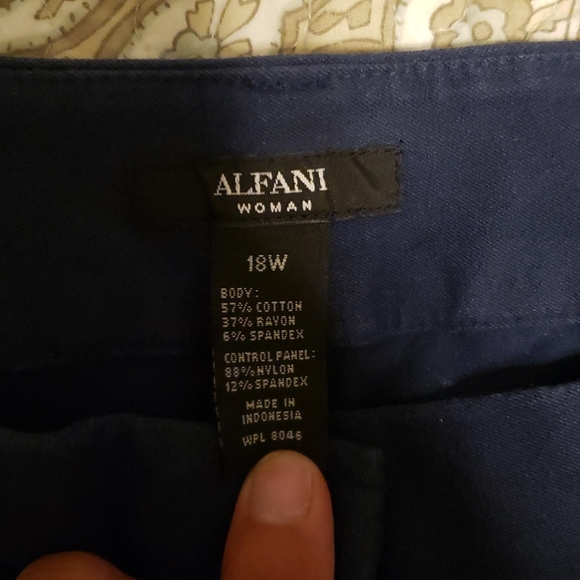 ALFANI
WOMAN
18W
BODY:
57% COTTON
37% RAYON
6% SPANDEX
CONTROL PANEL:
88% NYLON
12% SPANDEX
MADE IN
INDONESIA
WPL 8046